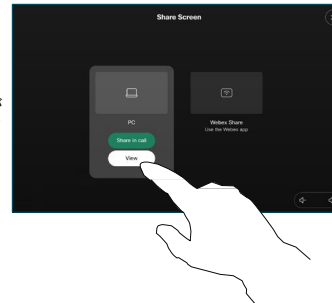 Share Screen
PC
Share in call
View
Webex Share
Use the Webex app